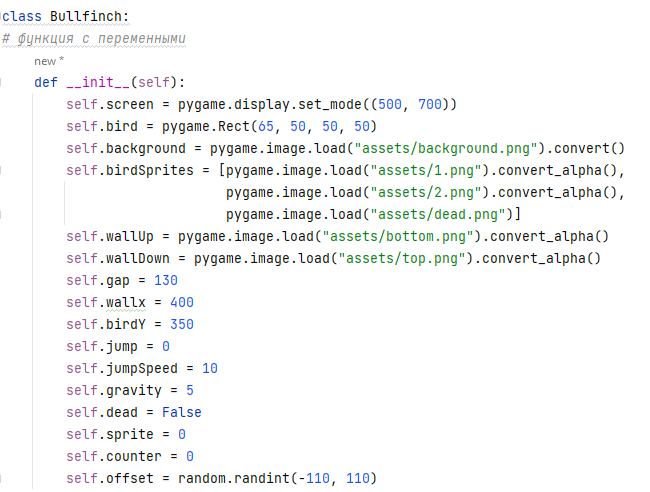 class Bullfinch:
# функция с переменными
new *
def __init__(self):
self.screen = pygame.display.set_mode((500, 700))
self.bird = pygame.Rect(65, 50, 50, 50)
self.background = pygame.image.load("assets/background.png").convert()
self.birdSprites = [pygame.image.load("assets/1.png").convert_alpha(),
pygame.image.load("assets/2.png").convert_alpha(),
pygame.image.load("assets/dead.png")]
self.wallUp = pygame.image.load("assets/bottom.png").convert_alpha()
self.wallDown = pygame.image.load("assets/top.png").convert_alpha()
self.gap = 130
self.wallx = 400
self.birdY = 350
self.jump = 0
self.jumpSpeed = 10
self.gravity = 5
self.dead = False
self.sprite = 0
self.counter = 0
self.offset = random.randint(-110, 110)